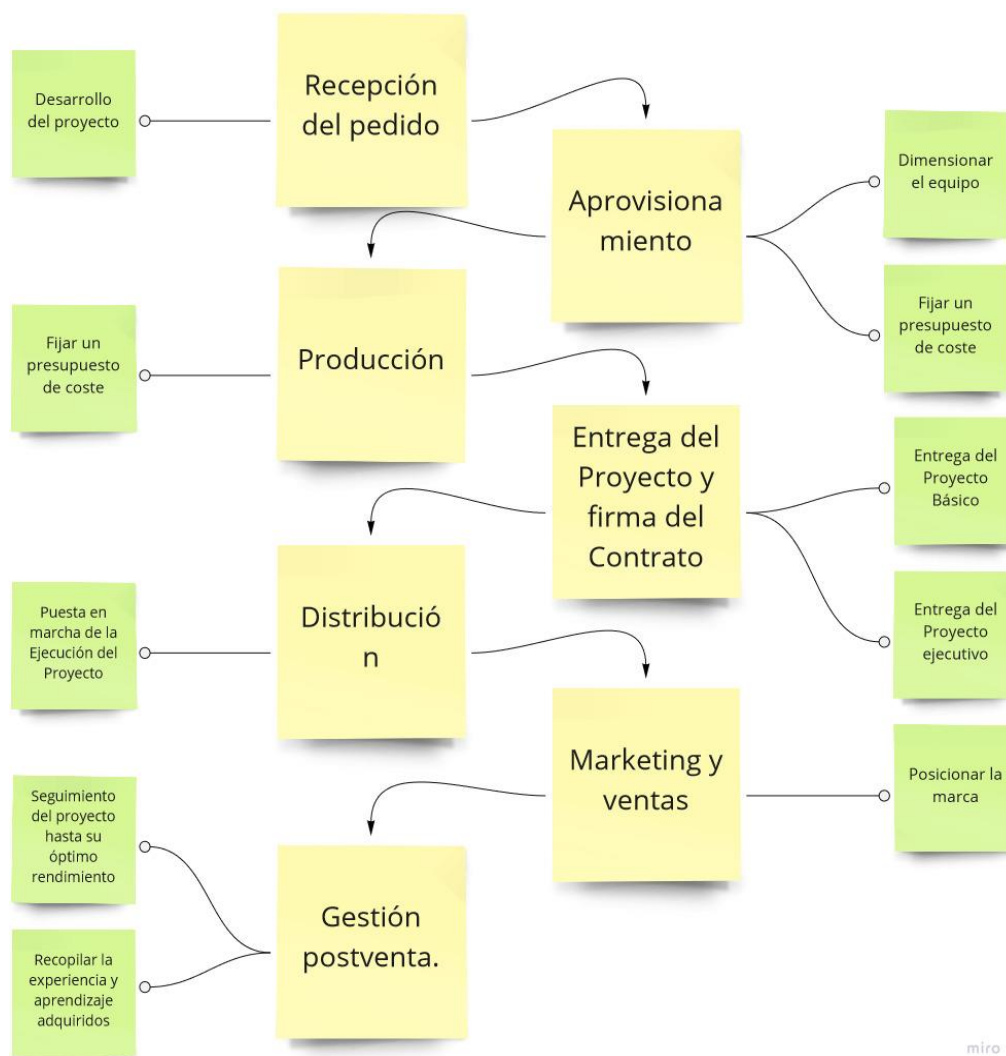 Desarrollo
del proyecto
Recepción
del pedido
Aprovisiona
miento
Dimensionar
el equipo
Fijar un
presupuesto
de coste
Producción
Fijar un
presupuesto
de coste
Entrega del
Proyecto y
firma del
Contrato
Entrega del
Proyecto
Básico
Entrega del
Proyecto
ejecutivo
Distribució
n
Puesta en
marcha de la
Ejecución del
Proyecto
Marketing y
ventas
Posicionar la
marca
Gestión
postventa.
Seguimiento
del proyecto
hasta su
óptimo
rendimiento
Recopilar la
experiencia y
aprendizaje
adquiridos
miro